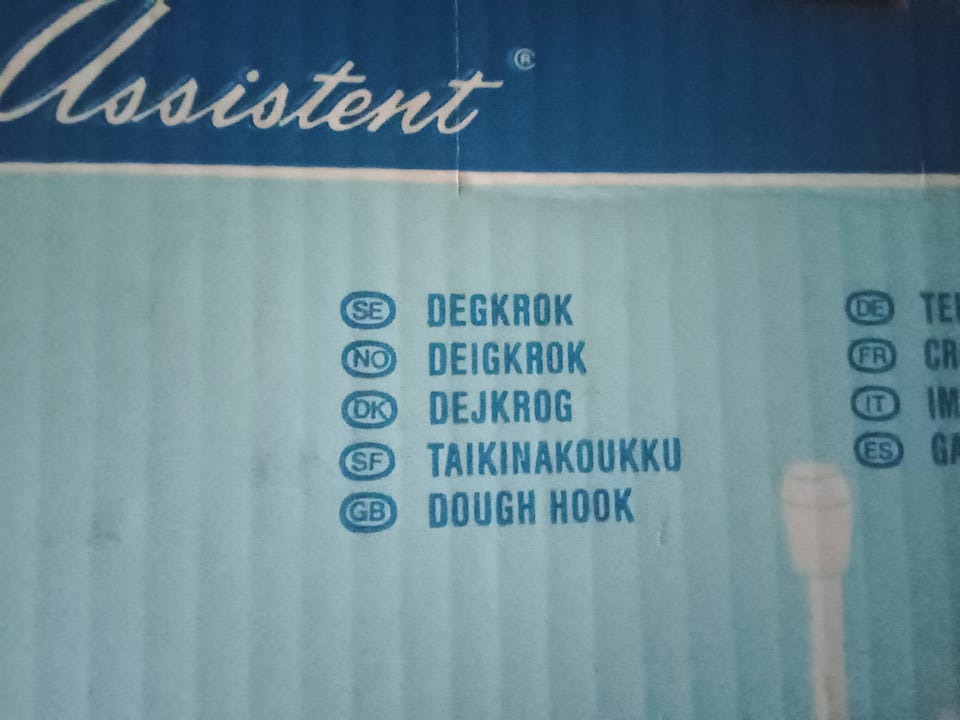 Assistent®
SE DEGKROK
NO DEIGKROK
DK DEJKROG
SF TAIKINAKOUKKU
GB DOUGH HOOK
DE
FR
IT
ES